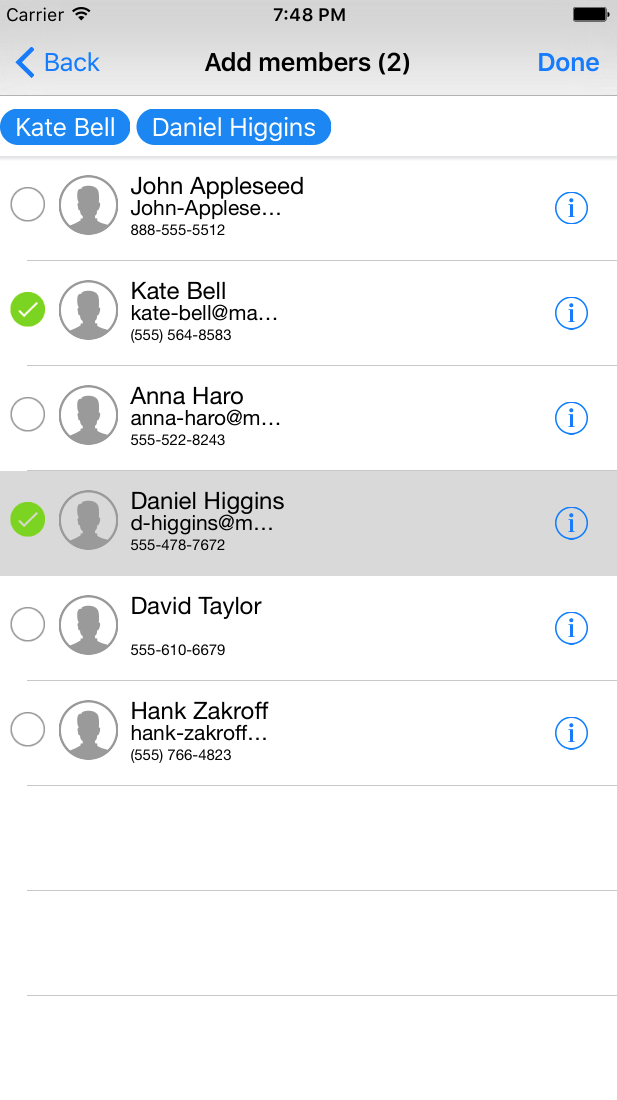 Carrier 7:48 PM
Back Add members (2) Done
Kate Bell Daniel Higgins
John Appleseed
John-Applese...
888-555-5512
Kate Bell
kate-bell@ma...
(555) 564-8583
Anna Haro
anna-haro@m...
555-522-8243
Daniel Higgins
d-higgins@m...
555-478-7672
David Taylor
555-610-6679
Hank Zakroff
hank-zakroff...
(555) 766-4823